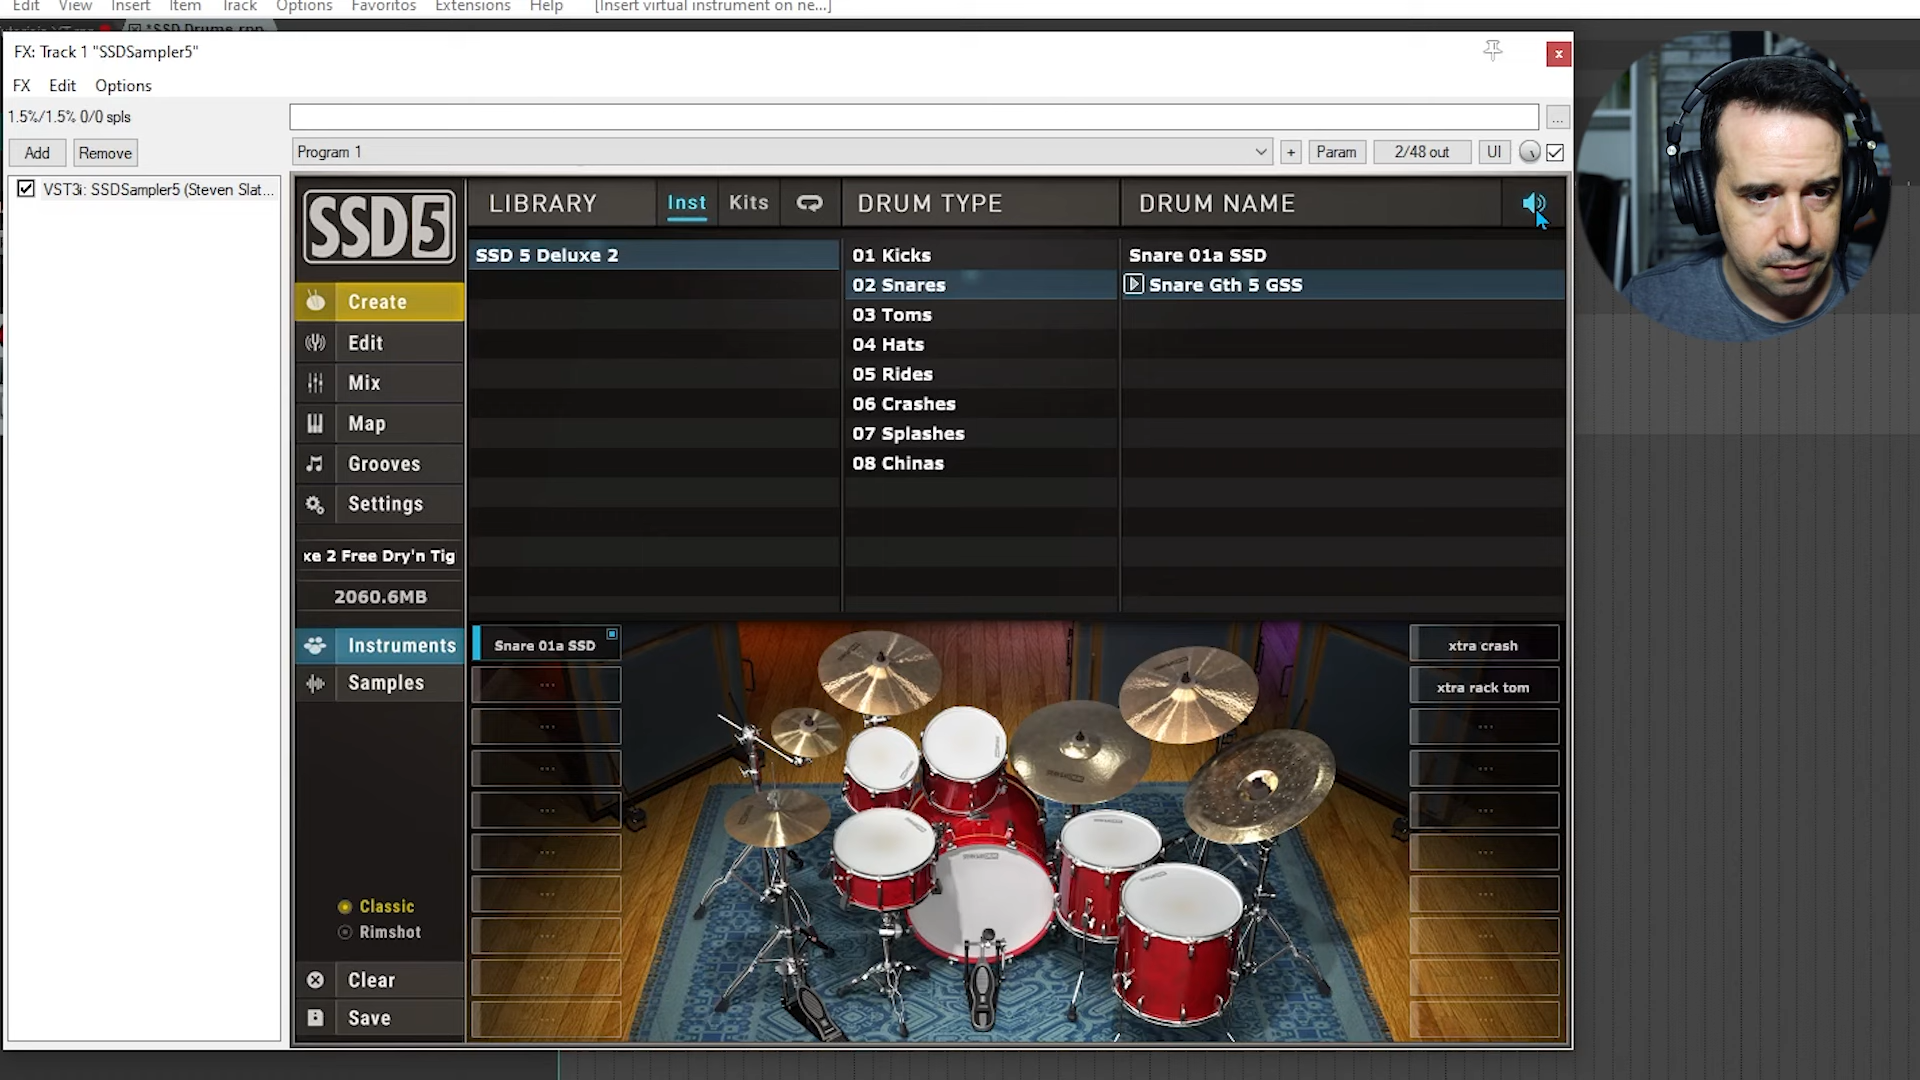 Edit View Insert Item Track Options Favoritos Extensions Help [Insert virtual instrument on ne...]
*SSD Drums.rpp
FX: Track 1 "SSDSampler5"
x
FX Edit Options
1.5%/1.5% 0/0 spls
...
Add Remove
Program 1
+ Param 2/48 out UI
VST3i: SSDSampler5 (Steven Slat...
SSD5
LIBRARY Inst Kits DRUM TYPE DRUM NAME
SSD 5 Deluxe 2
01 Kicks
02 Snares
03 Toms
04 Hats
05 Rides
06 Crashes
07 Splashes
08 Chinas
Snare 01a SSD
Snare Gth 5 GSS
Create
Edit
Mix
Map
Grooves
Settings
ke 2 Free Dry'n Tig
2060.6MB
Instruments
Samples
Classic
Rimshot
Clear
Save
Snare 01a SSD
...
...
...
...
...
...
...
...
...
xtra crash
xtra rack tom
...
...
...
...
...
...
...
...